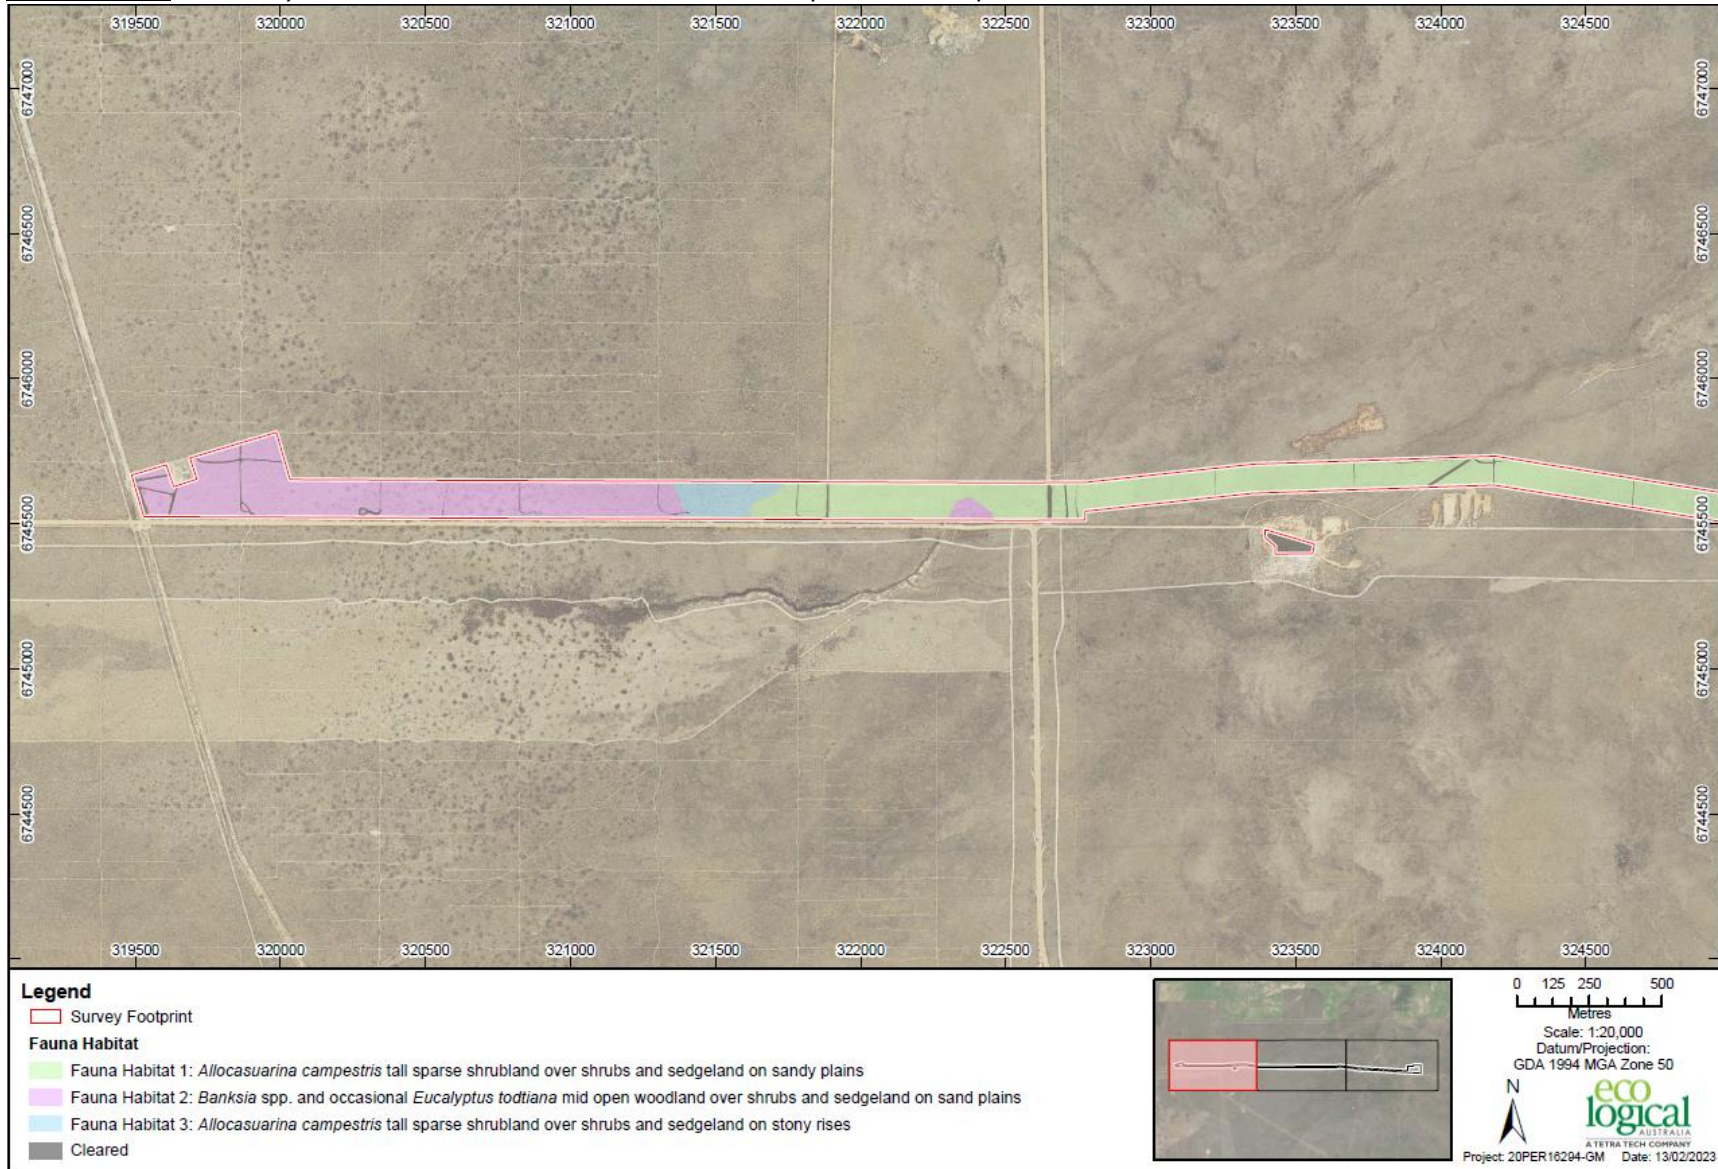 319500 320000 320500 321000 321500 322000 322500 323000 323500 324000 324500
6747000 6747000
6746500 6746500
6746000 6746000
6745500 6745500
6745000 6745000
6744500 6744500
319500 320000 320500 321000 321500 322000 322500 323000 323500 324000 324500
Legend
Survey Footprint
Fauna Habitat
Fauna Habitat 1: Allocasuarina campestris tall sparse shrubland over shrubs and sedgeland on sandy plains
Fauna Habitat 2: Banksia spp. and occasional Eucalyptus todtiana mid open woodland over shrubs and sedgeland on sand plains
Fauna Habitat 3: Allocasuarina campestris tall sparse shrubland over shrubs and sedgeland on stony rises
Cleared
0 125 250 500
Metres
Scale: 1:20,000
Datum/Projection:
GDA 1994 MGA Zone 50
N
eco
logical
AUSTRALIA
A TETRA TECH COMPANY
Project: 20PER16294-GM Date: 13/02/2023